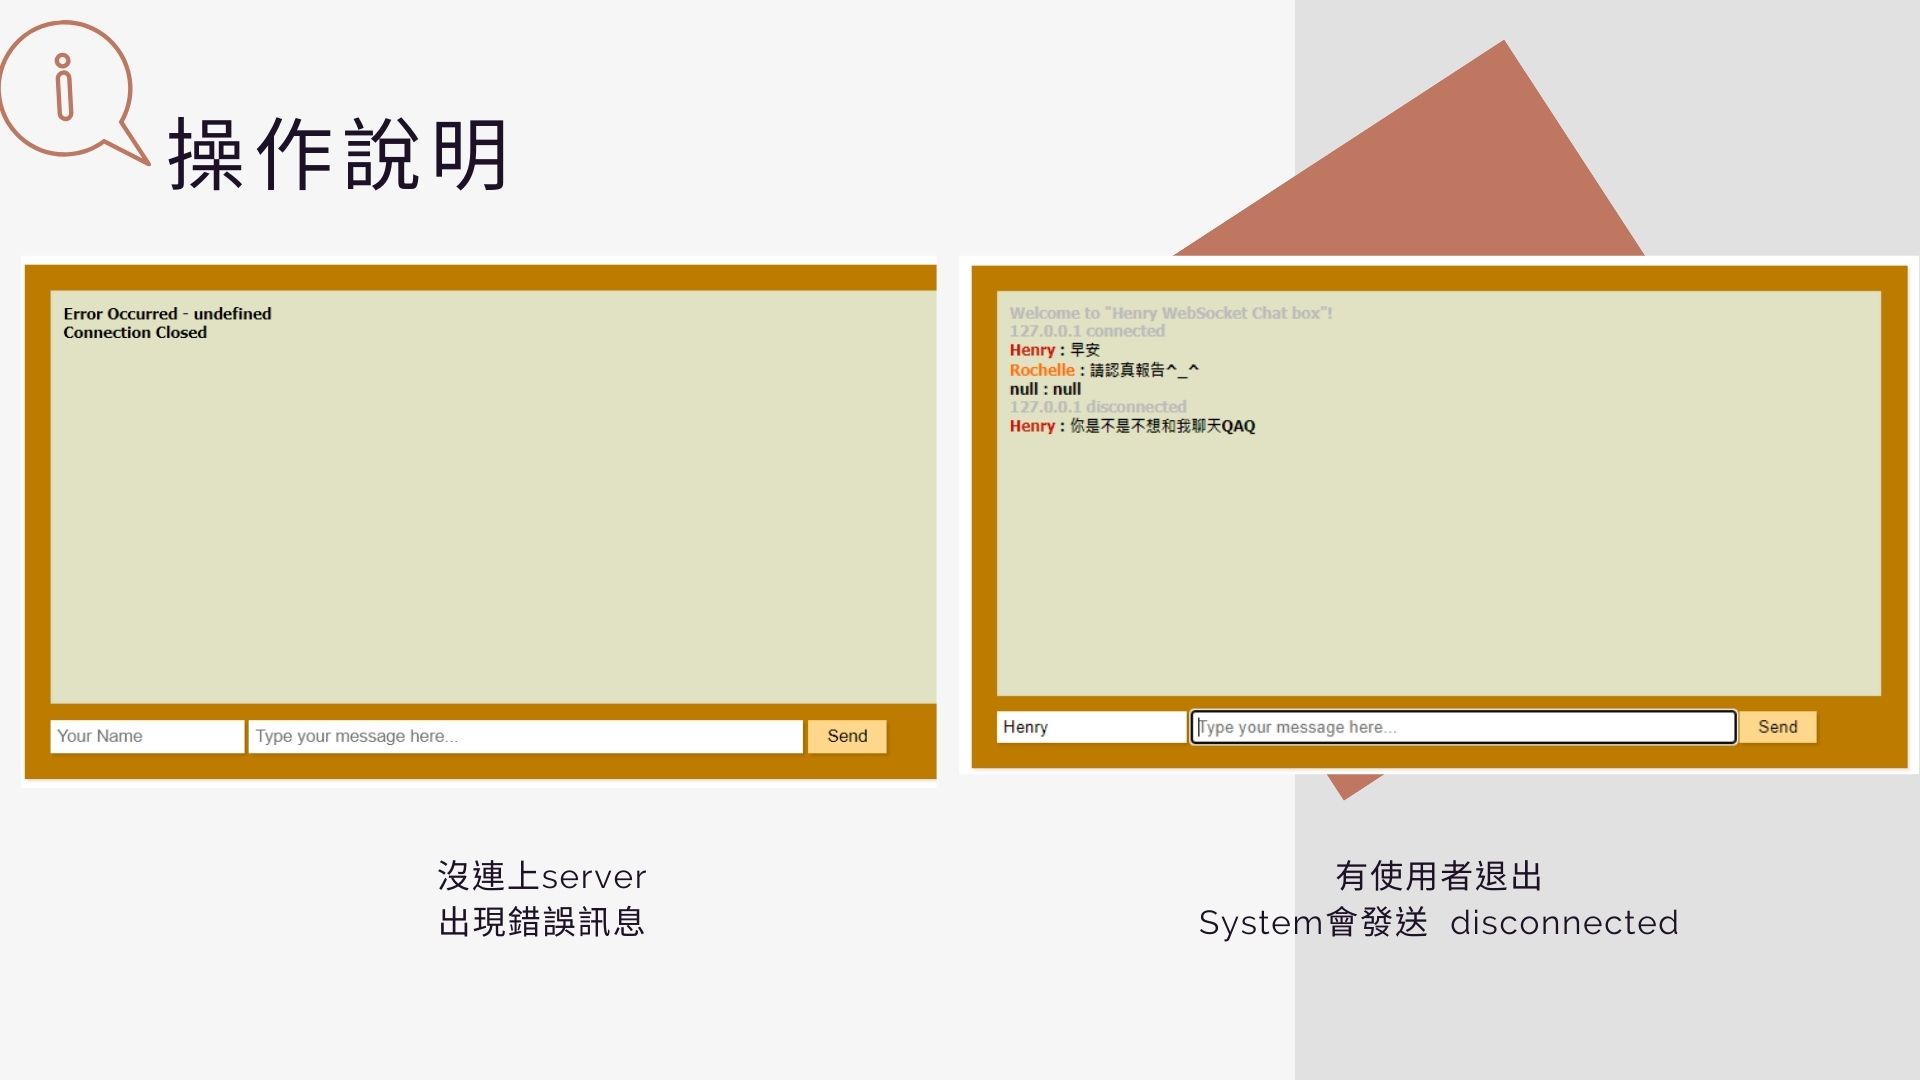 操作說明
Error Occurred - undefined
Connection Closed
Your Name
Type your message here...
Send
Welcome to "Henry WebSocket Chat box"!
127.0.0.1 connected
Henry : 早安
Rochelle : 請認真報告^_^
null : null
127.0.0.1 disconnected
Henry : 你是不是不想和我聊天QAQ
Henry
Type your message here...
Send
沒連上server
出現錯誤訊息
有使用者退出
System會發送 disconnected